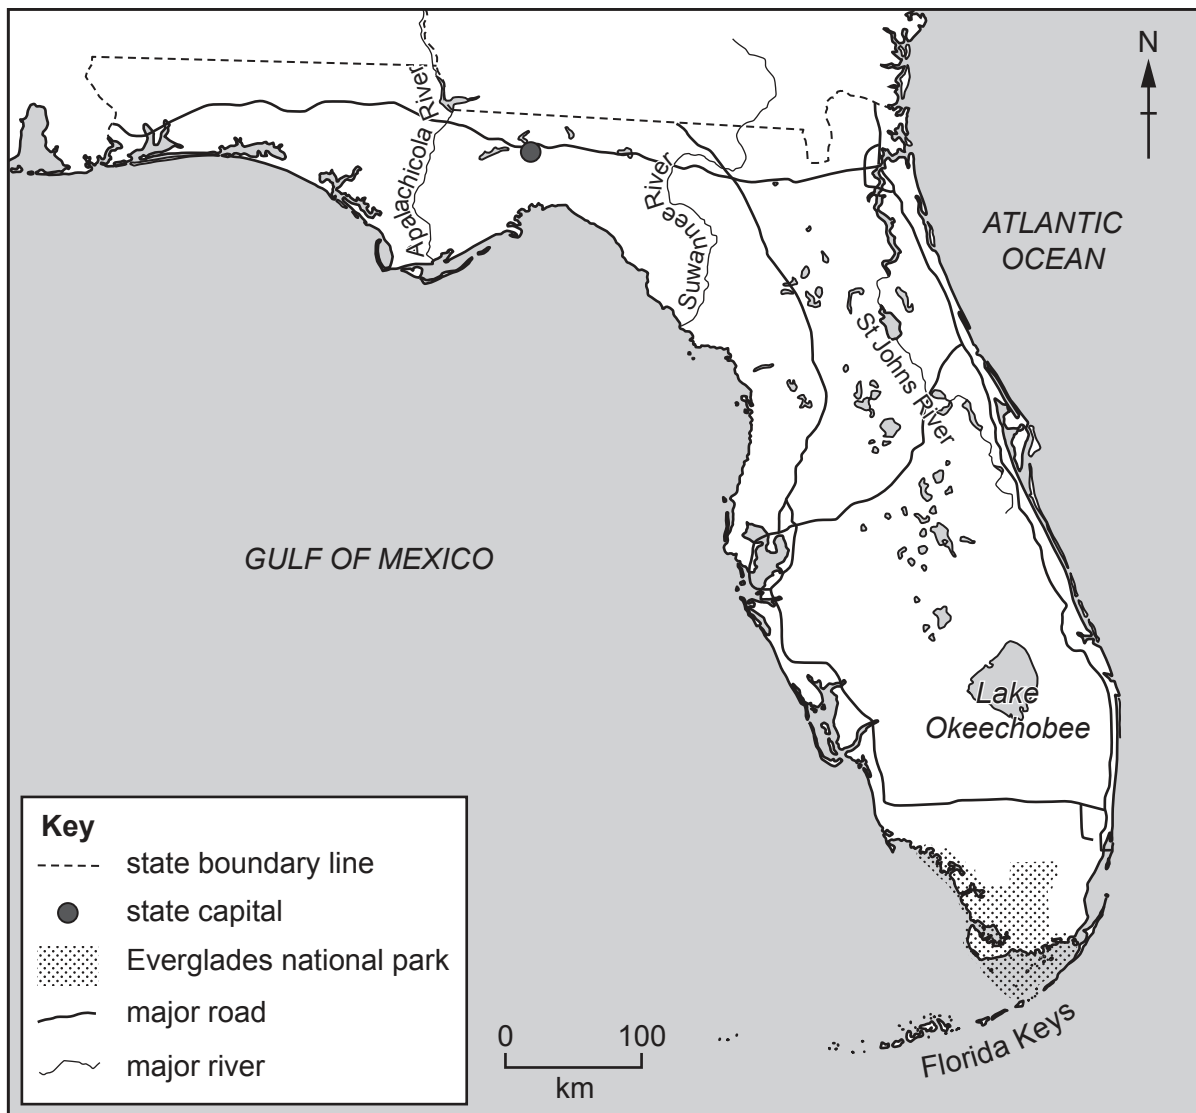 N
Apalachicola River
Suwannee River
ATLANTIC
OCEAN
St Johns River
GULF OF MEXICO
Lake
Okeechobee
Key
state boundary line
state capital
Everglades national park
major road
major river
0 100
km
Florida Keys